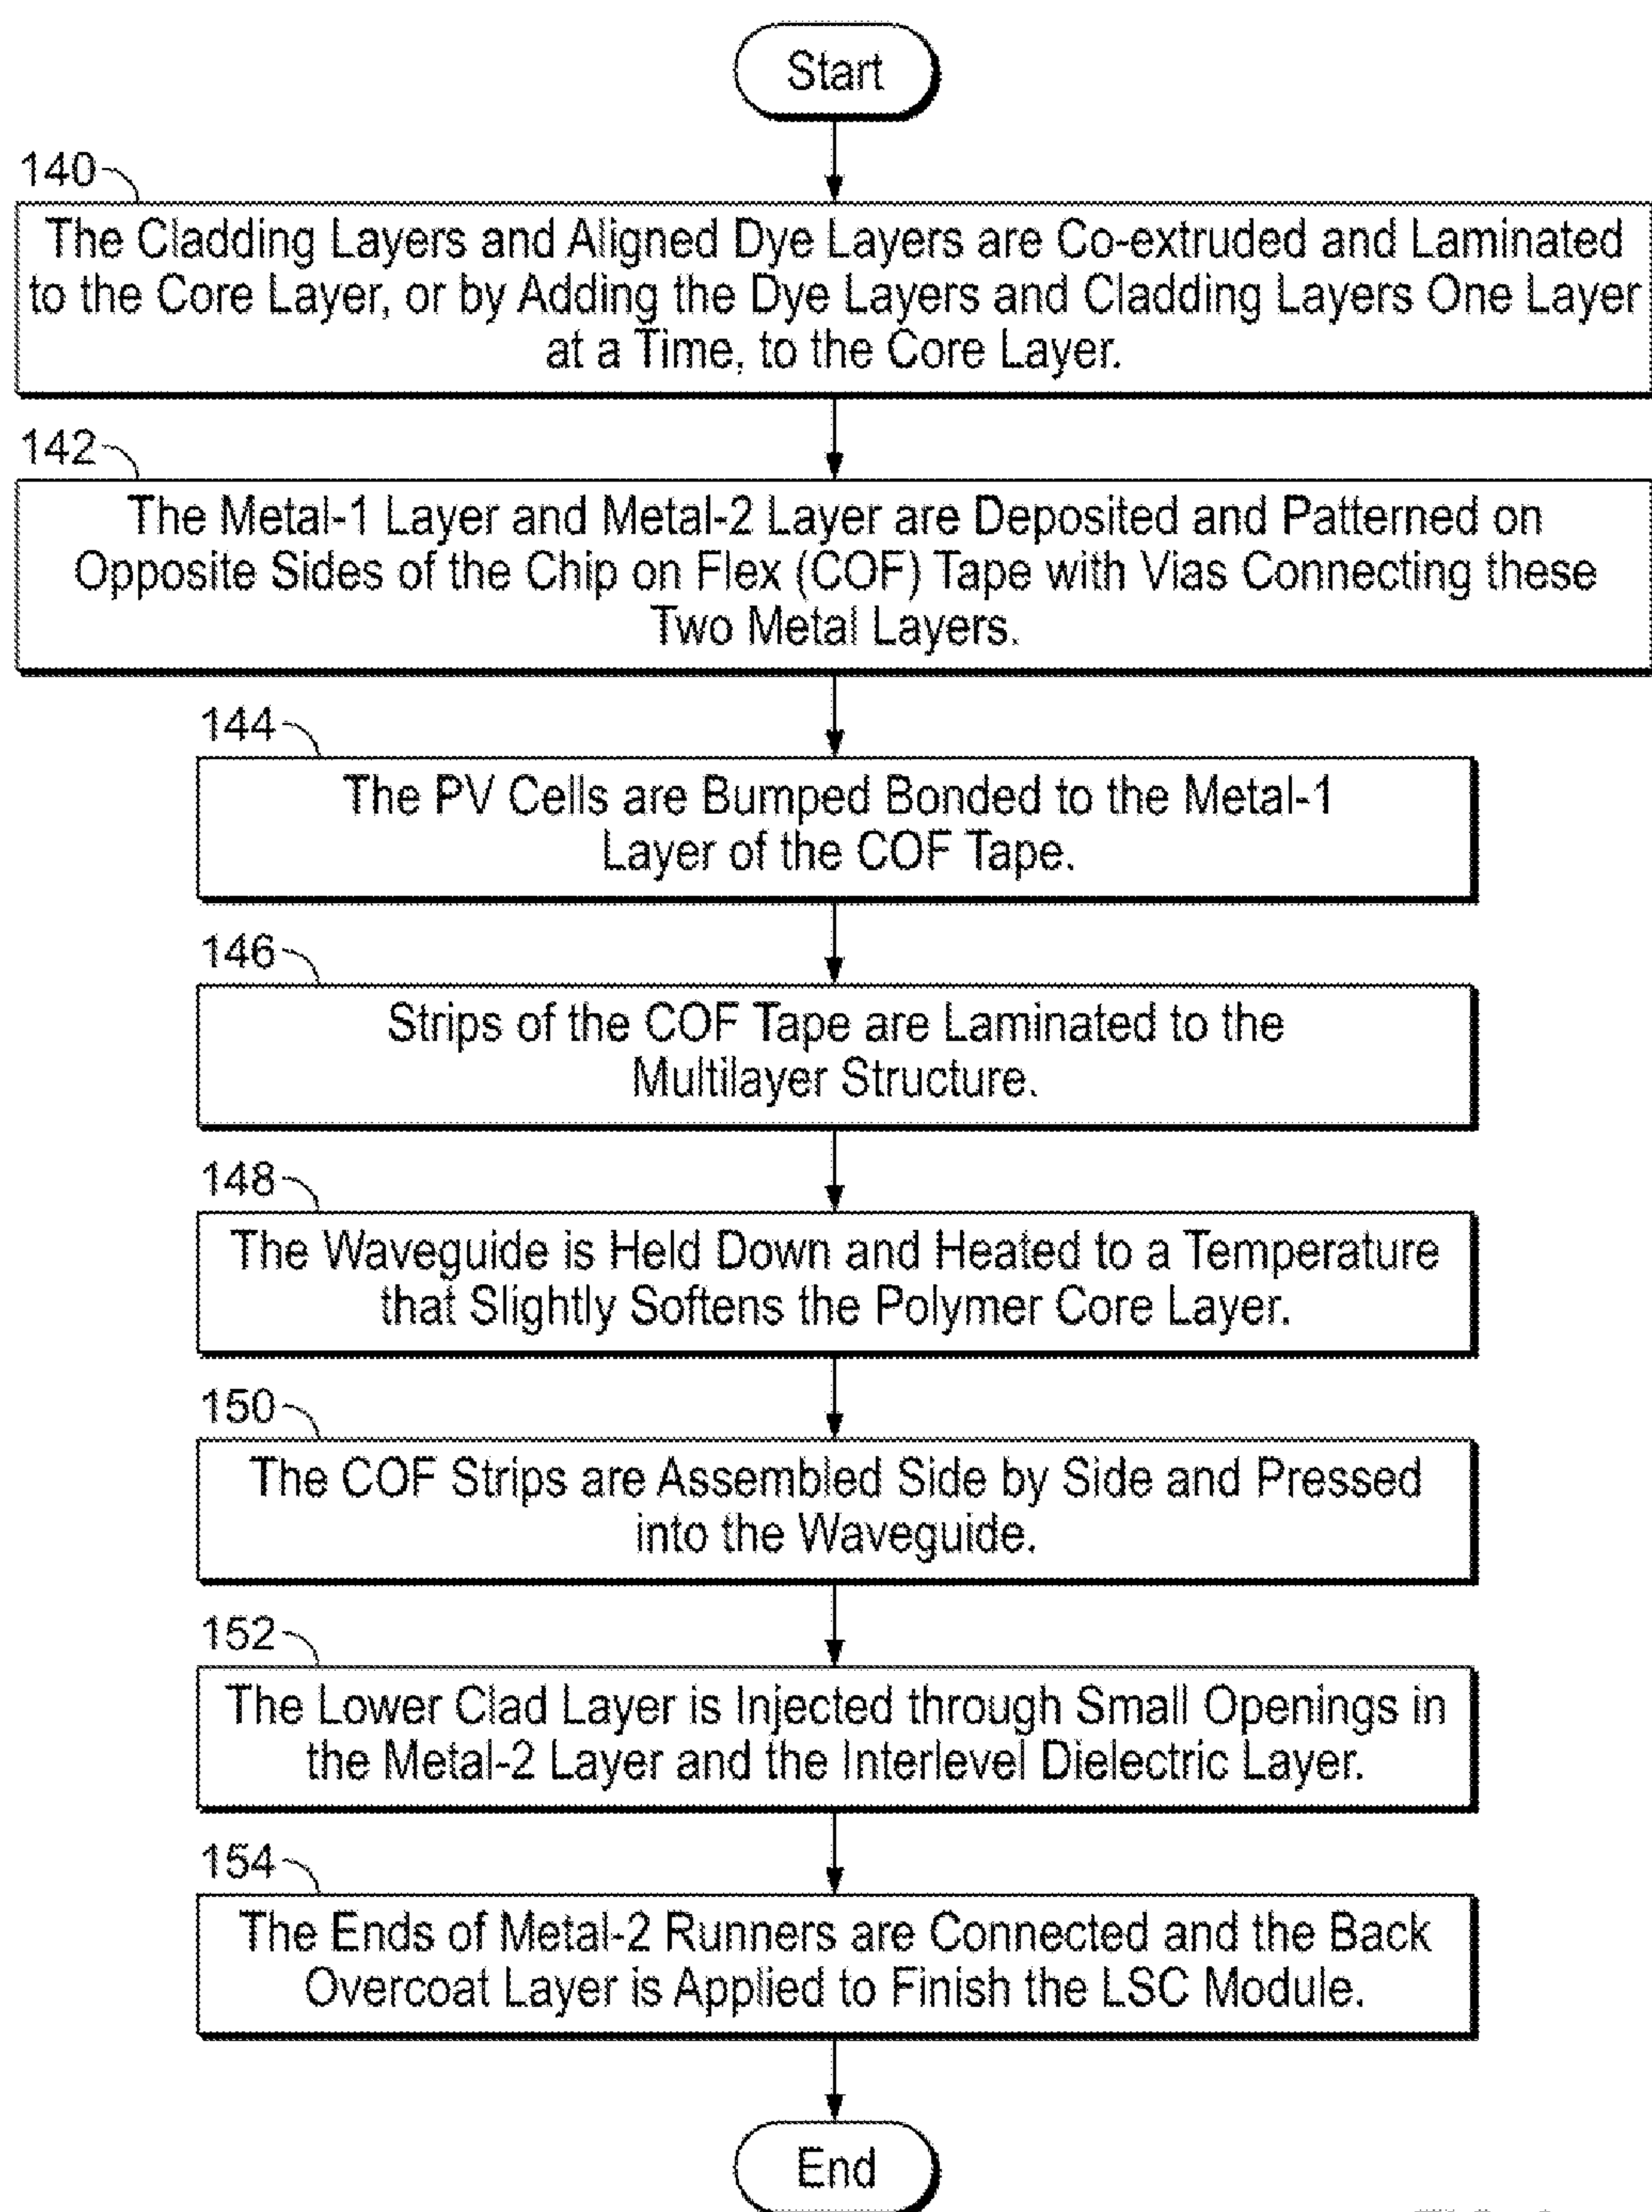 Start
140
The Cladding Layers and Aligned Dye Layers are Co-extruded and Laminated
to the Core Layer, or by Adding the Dye Layers and Cladding Layers One Layer
at a Time, to the Core Layer.
142
The Metal-1 Layer and Metal-2 Layer are Deposited and Patterned on
Opposite Sides of the Chip on Flex (COF) Tape with Vias Connecting these
Two Metal Layers.
144
The PV Cells are Bumped Bonded to the Metal-1
Layer of the COF Tape.
146
Strips of the COF Tape are Laminated to the
Multilayer Structure.
148
The Waveguide is Held Down and Heated to a Temperature
that Slightly Softens the Polymer Core Layer.
150
The COF Strips are Assembled Side by Side and Pressed
into the Waveguide.
152
The Lower Clad Layer is Injected through Small Openings in
the Metal-2 Layer and the Interlevel Dielectric Layer.
154
The Ends of Metal-2 Runners are Connected and the Back
Overcoat Layer is Applied to Finish the LSC Module.
End